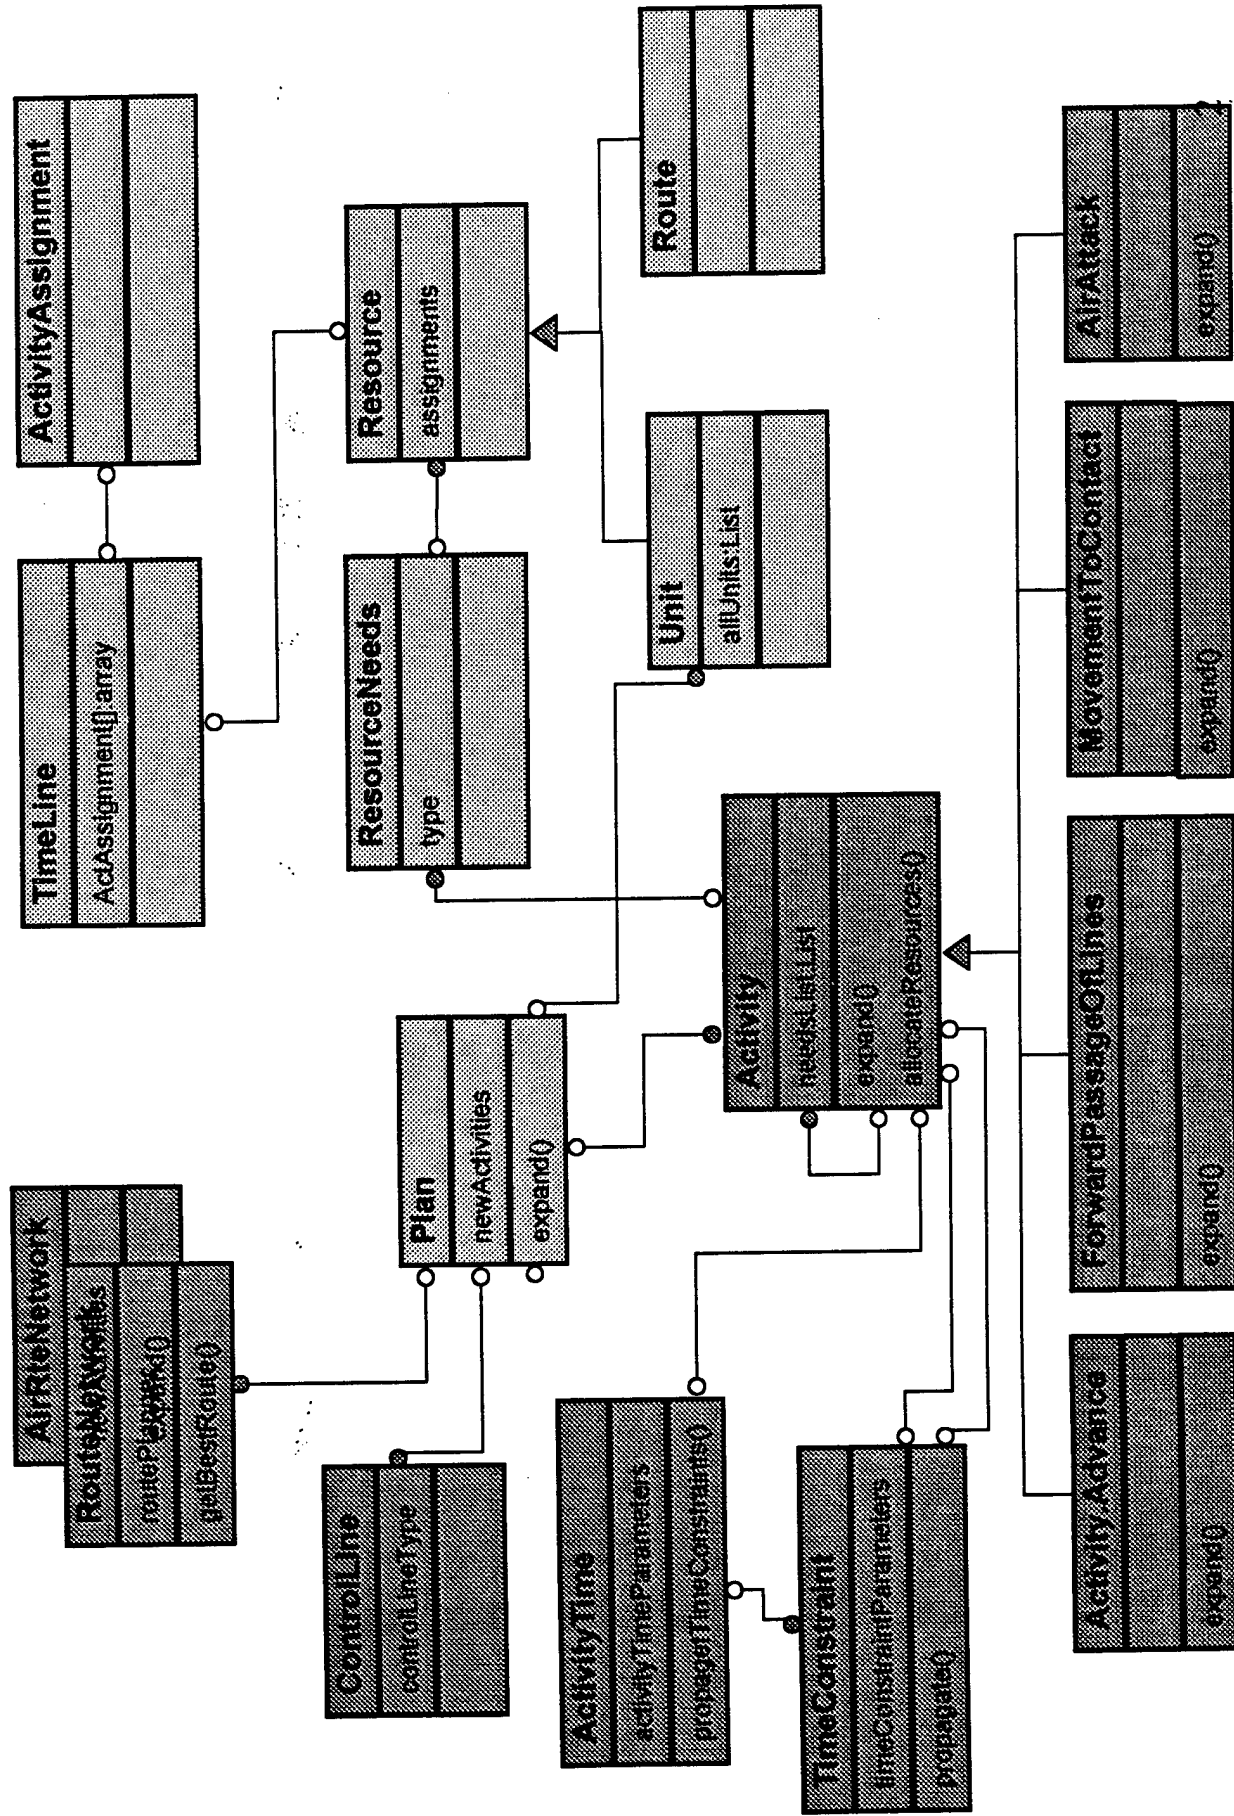 AirRteNetwork
RouteNetwork
routePlanner
expand()
getBestRoute()
ControlLine
controlLineType
ActivityTime
activityTimeParameters
propagetTimeConstraints()
TimeConstraint
timeConstraintParameters
propagate()
Plan
newActivities
expand()
Activity
needsList:List
expand()
allocateResources()
TimeLine
ActAssignment[] array
ActivityAssignment
ResourceNeeds
type
Resource
assignments
Unit
allUnits:List
Route
ActivityAdvance
expand()
ForwardPassageOfLines
expand()
MovementToContact
expand()
AirAttack
expand()